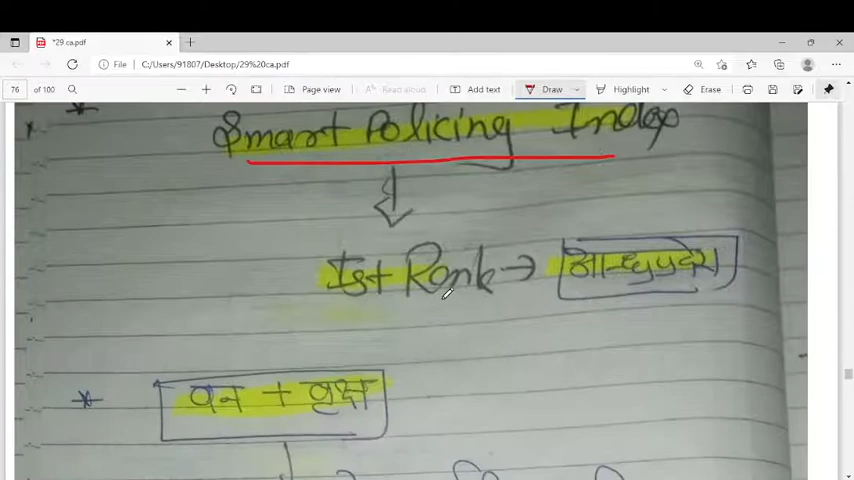 *29 ca.pdf
File C:/Users/91807/Desktop/29%20ca.pdf
76 of 100 Page view Read aloud Add text Draw Highlight Erase
Smart Policing Index
Ist Rank → आन्ध्रप्रदेश
* वन + वृक्ष